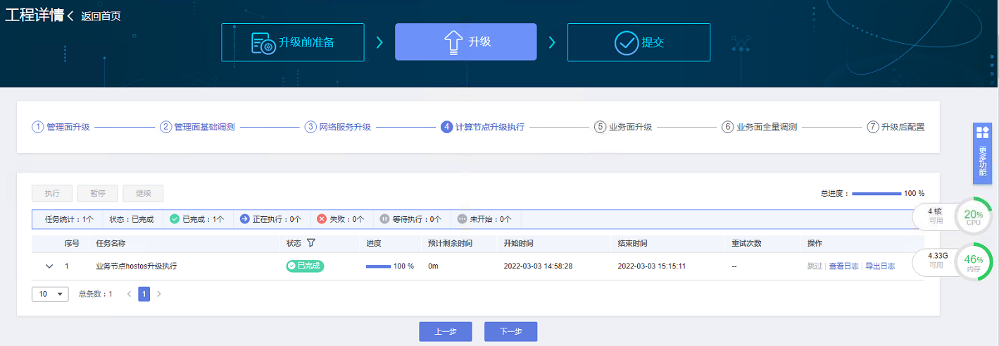 工程详情 返回首页
升级前准备 升级 提交
1 管理面升级 2 管理面基础调测 3 网络服务升级 4 计算节点升级执行 5 业务面升级 6 业务面全量调测 7 升级后配置
更多功能
执行 暂停 继续 总进度： 100 %
任务统计：1个 状态：已完成 已完成：1个 正在执行：0个 失败：0个 等待执行：0个 未开始：0个
4 核 可用 20% CPU
序号 任务名称 状态 进度 预计剩余时间 开始时间 结束时间 重试次数 操作
1 业务节点hostos升级执行 已完成 100 % 0m 2022-03-03 14:58:28 2022-03-03 15:15:11 -- 跳过 查看日志 导出日志
4.33G 可用 46% 内存
10 总条数：1 1
上一步 下一步